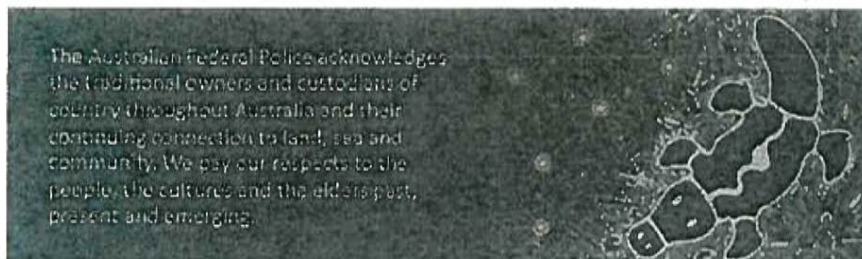 The Australian Federal Police acknowledges
the traditional owners and custodians of
country throughout Australia and their
continuing connection to land, sea and
community. We pay our respects to the
people, the cultures and the elders past,
present and emerging.